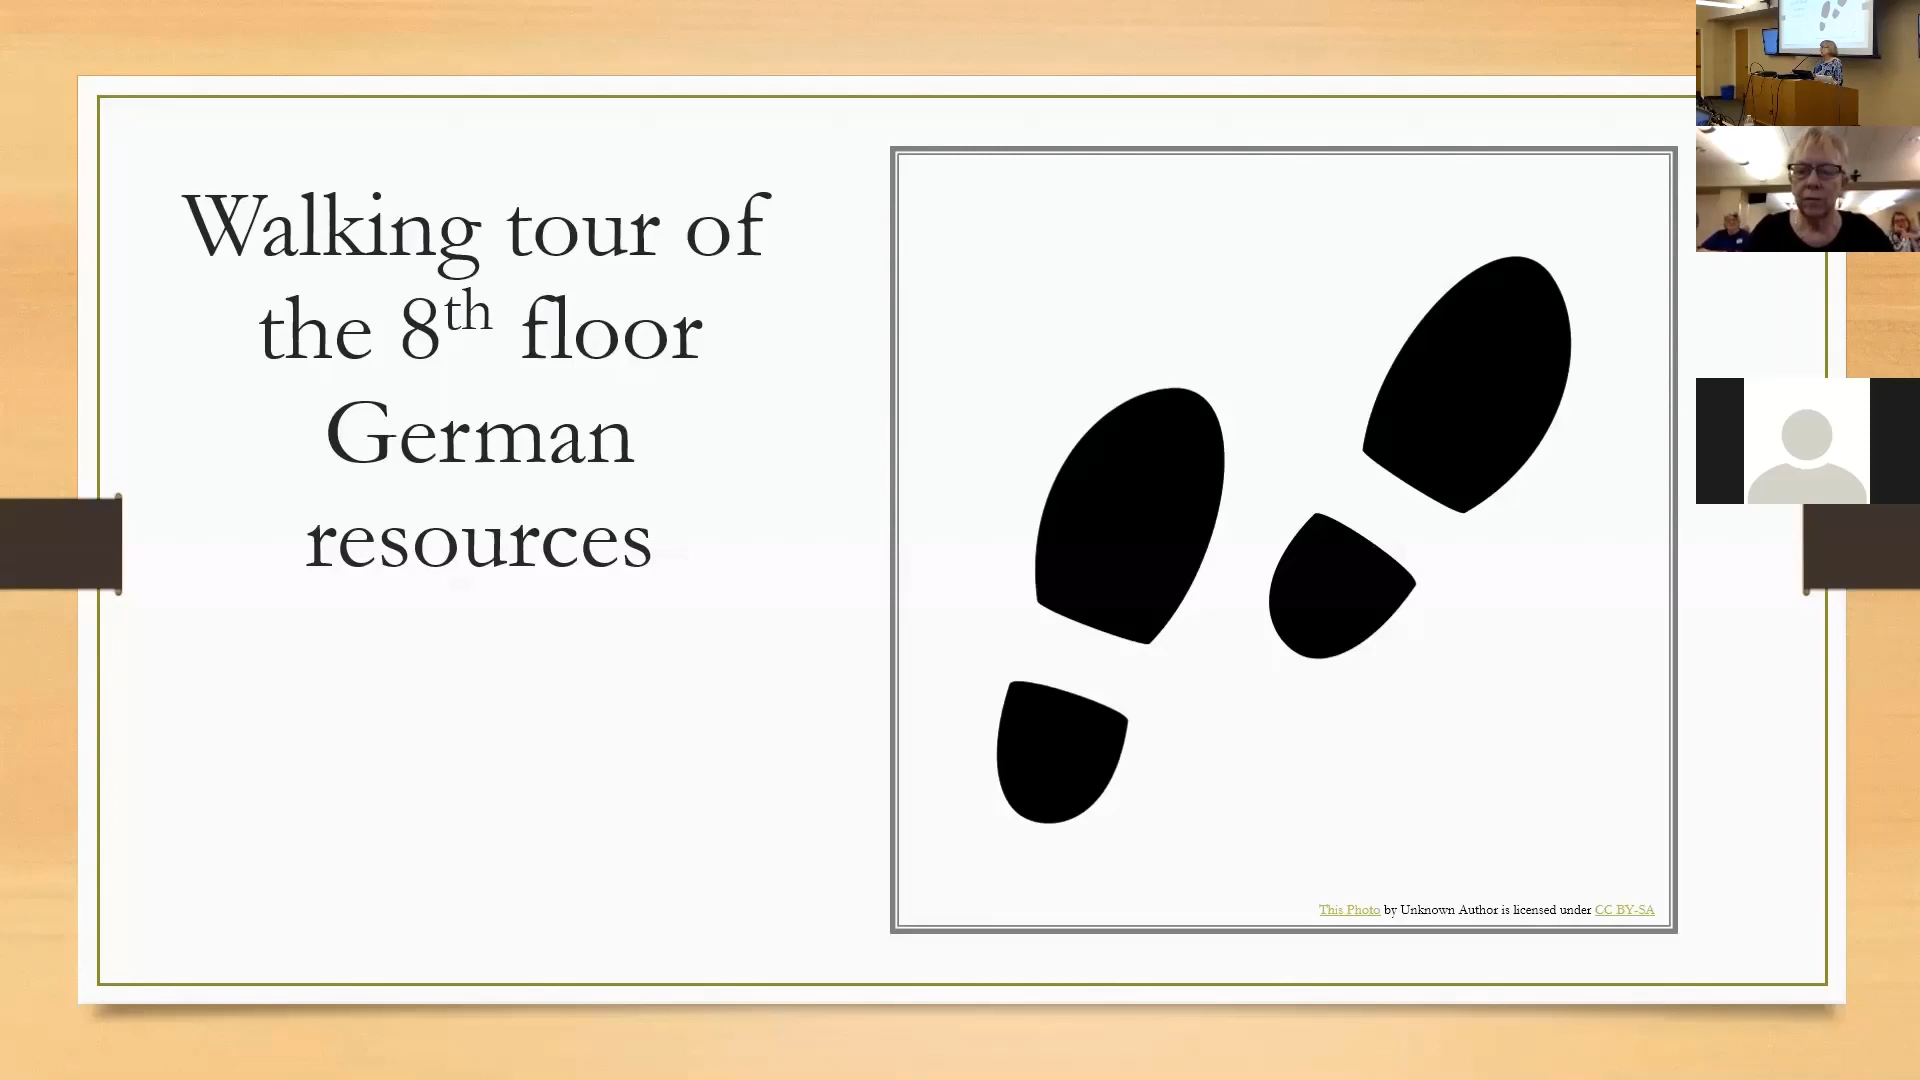 Walking tour of
the 8th floor
German
resources
This Photo by Unknown Author is licensed under CC BY-SA